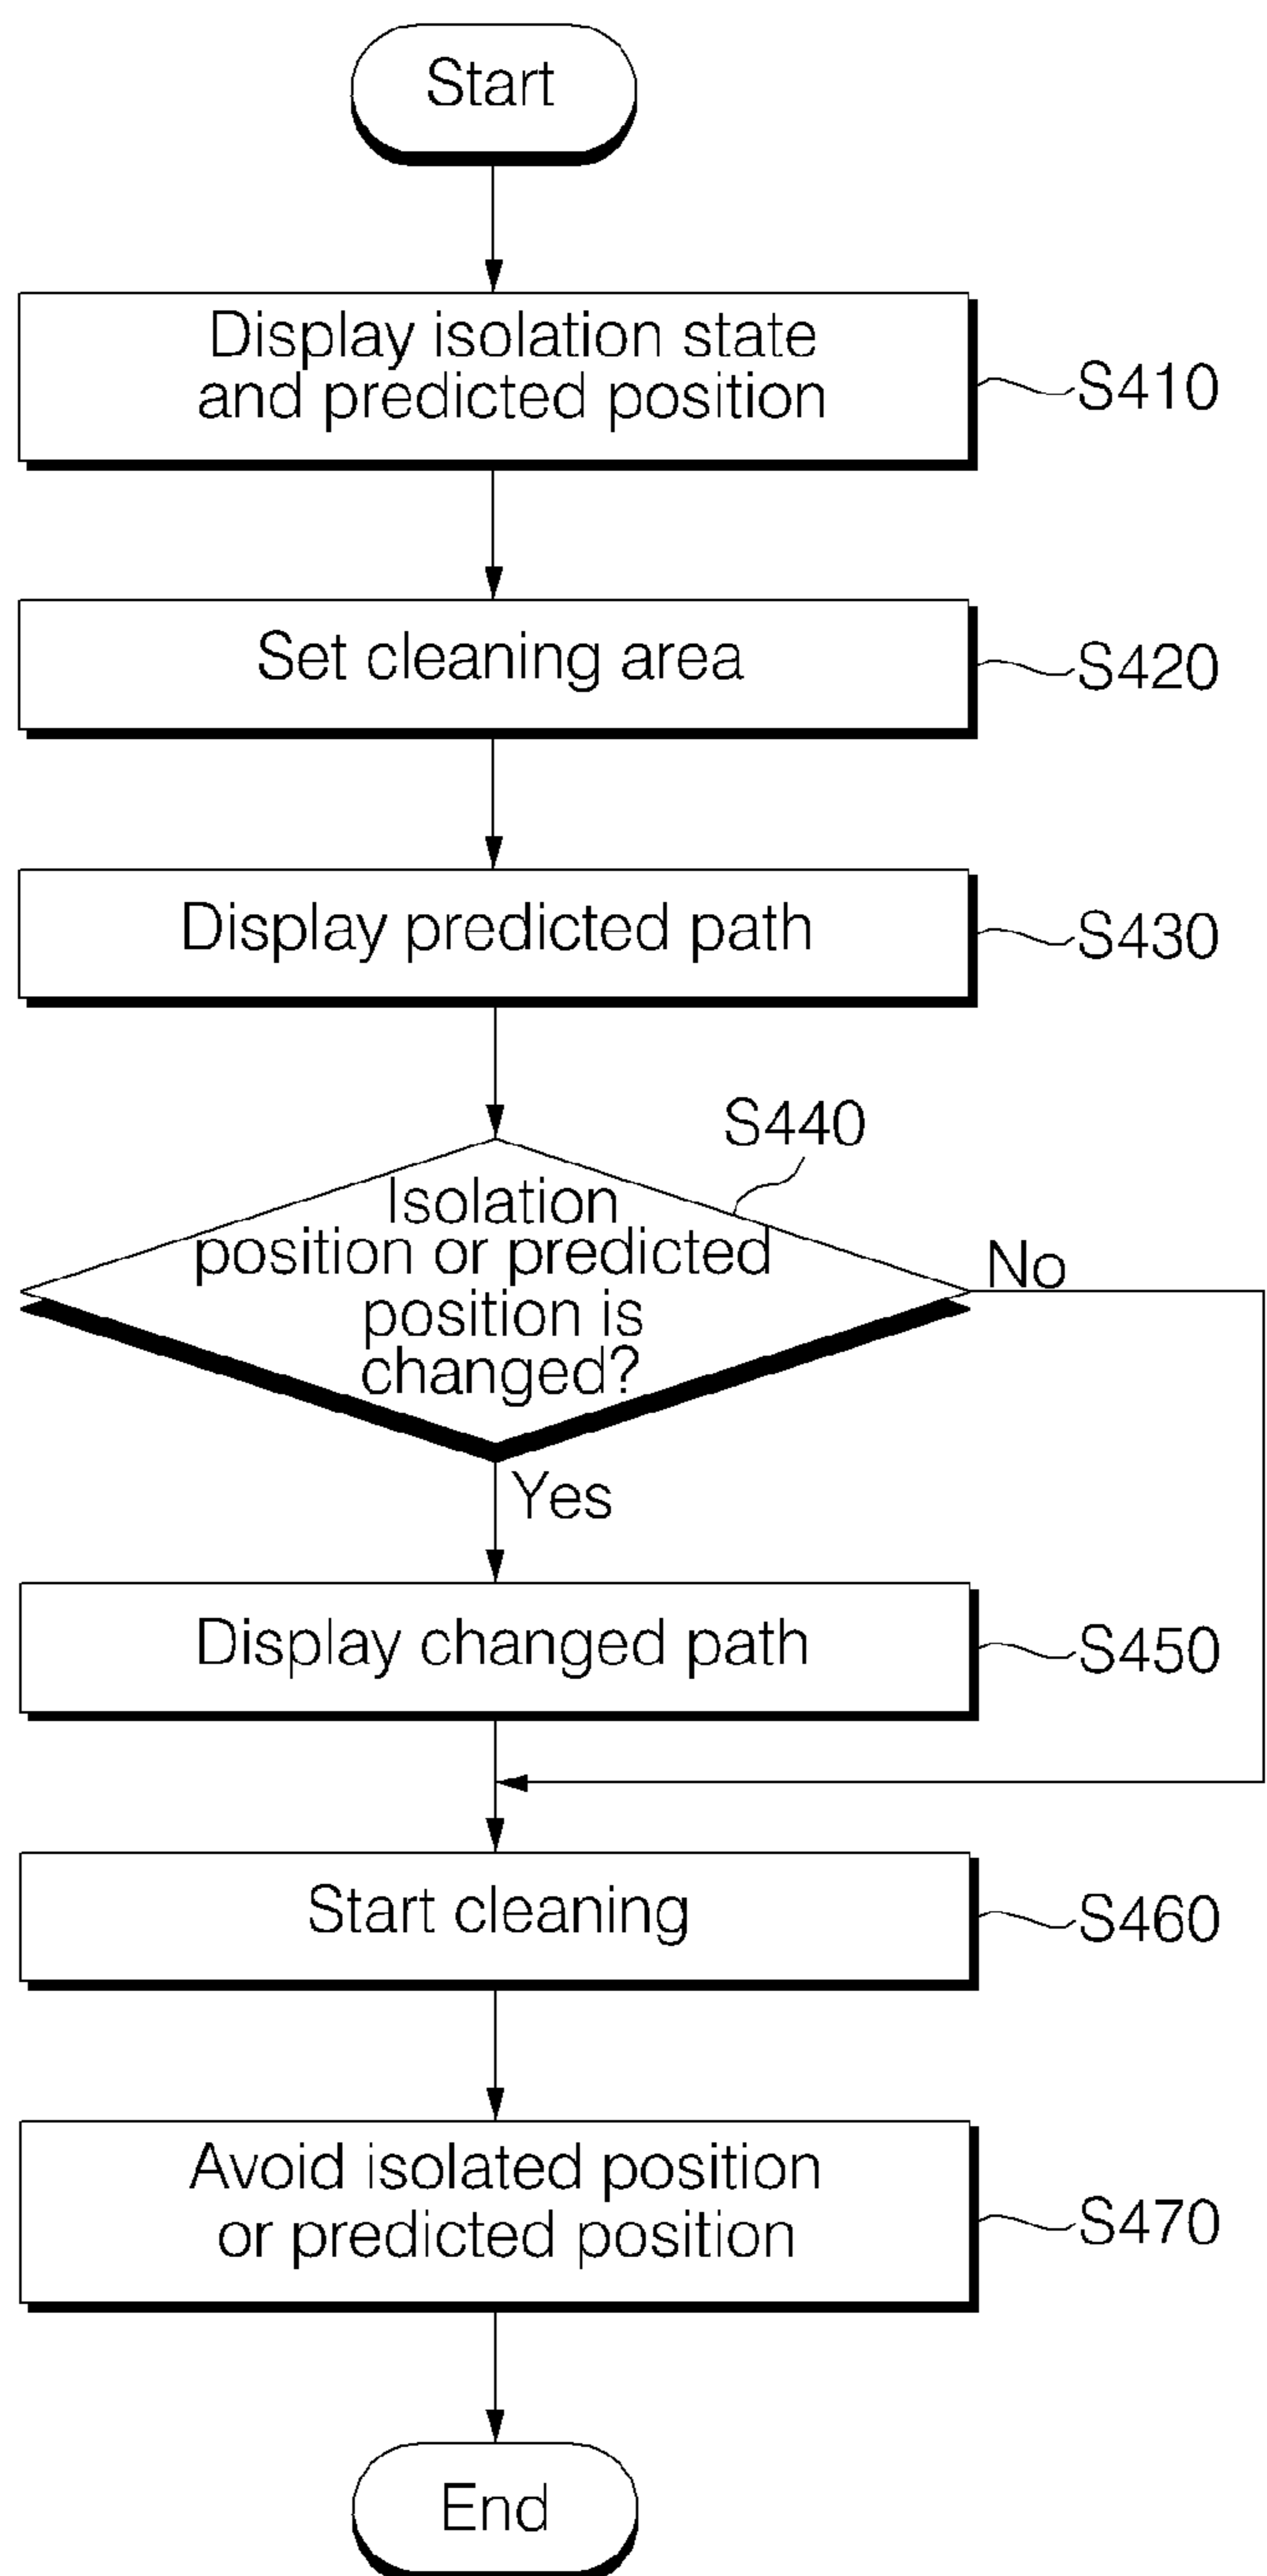 Start
Display isolation state
and predicted position
S410
Set cleaning area
S420
Display predicted path
S430
S440
Isolation
position or predicted
position is
changed?
No
Yes
Display changed path
S450
Start cleaning
S460
Avoid isolated position
or predicted position
S470
End